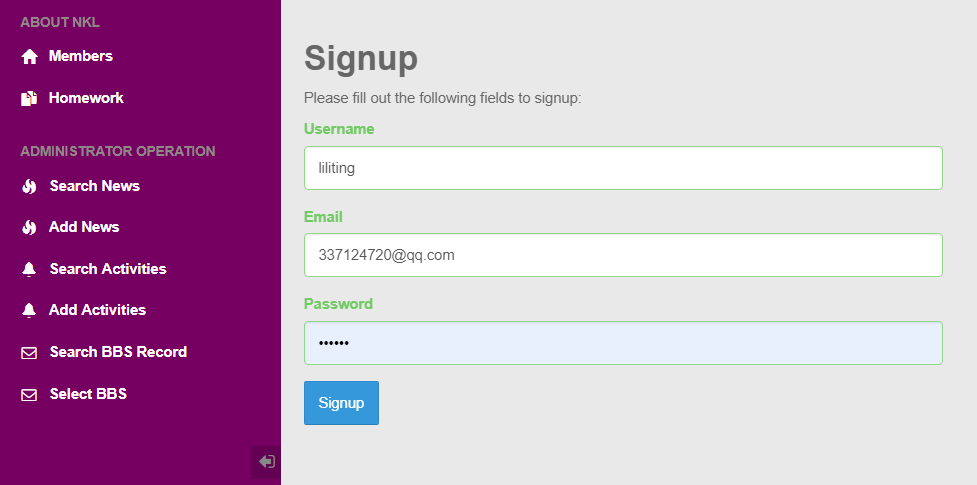 ABOUT NKL
Members
Homework
ADMINISTRATOR OPERATION
Search News
Add News
Search Activities
Add Activities
Search BBS Record
Select BBS
Signup
Please fill out the following fields to signup:
Username
liliting
Email
337124720@qq.com
Password
••••••
Signup